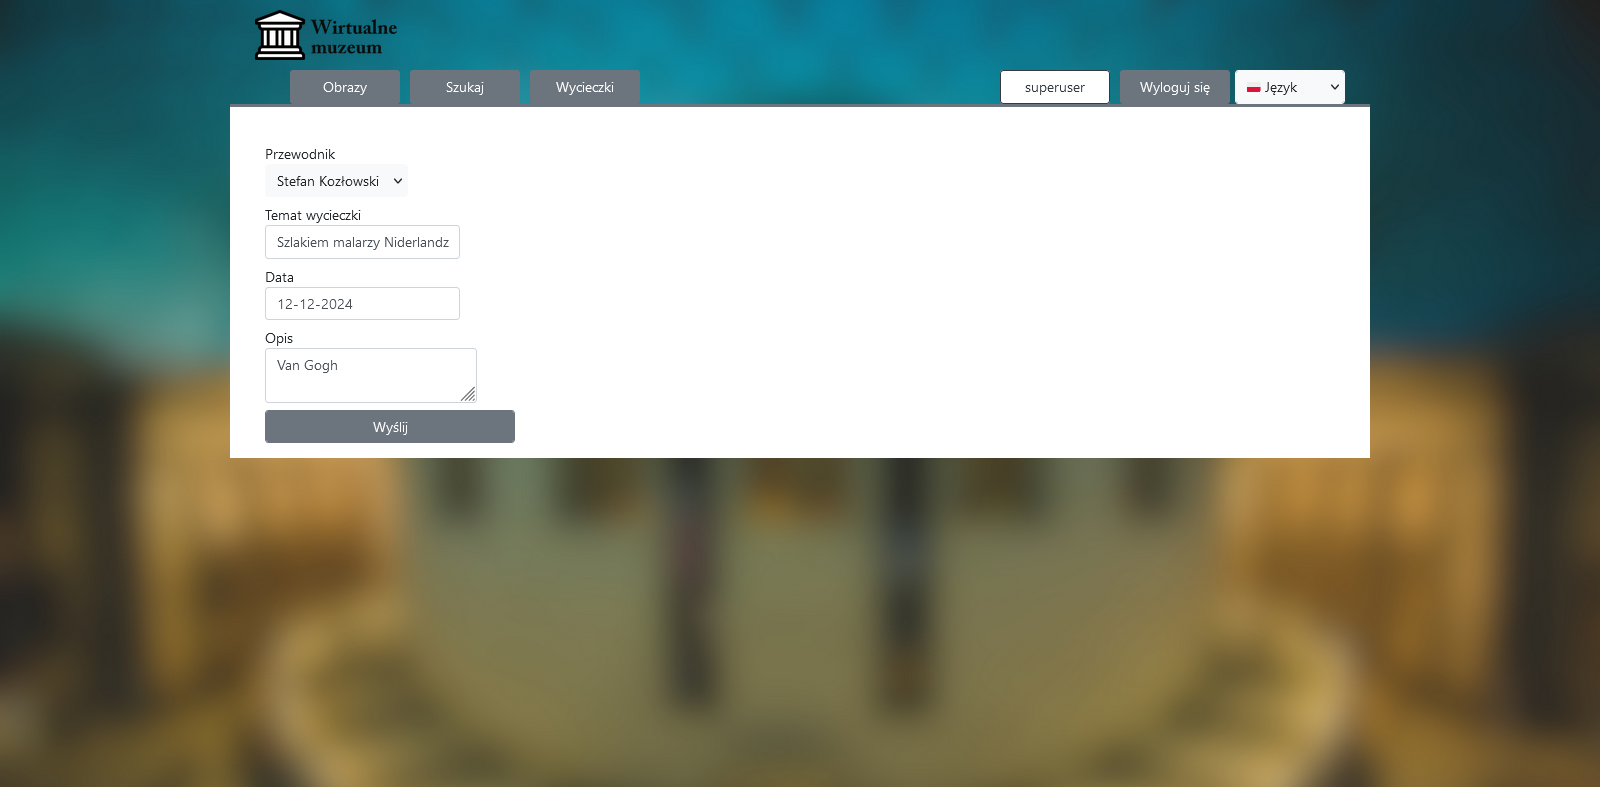 Wirtualne
muzeum
Obrazy
Szukaj
Wycieczki
superuser
Wyloguj się
Język
Przewodnik
Stefan Kozłowski
Temat wycieczki
Szlakiem malarzy Niderlandz
Data
12-12-2024
Opis
Van Gogh
Wyślij